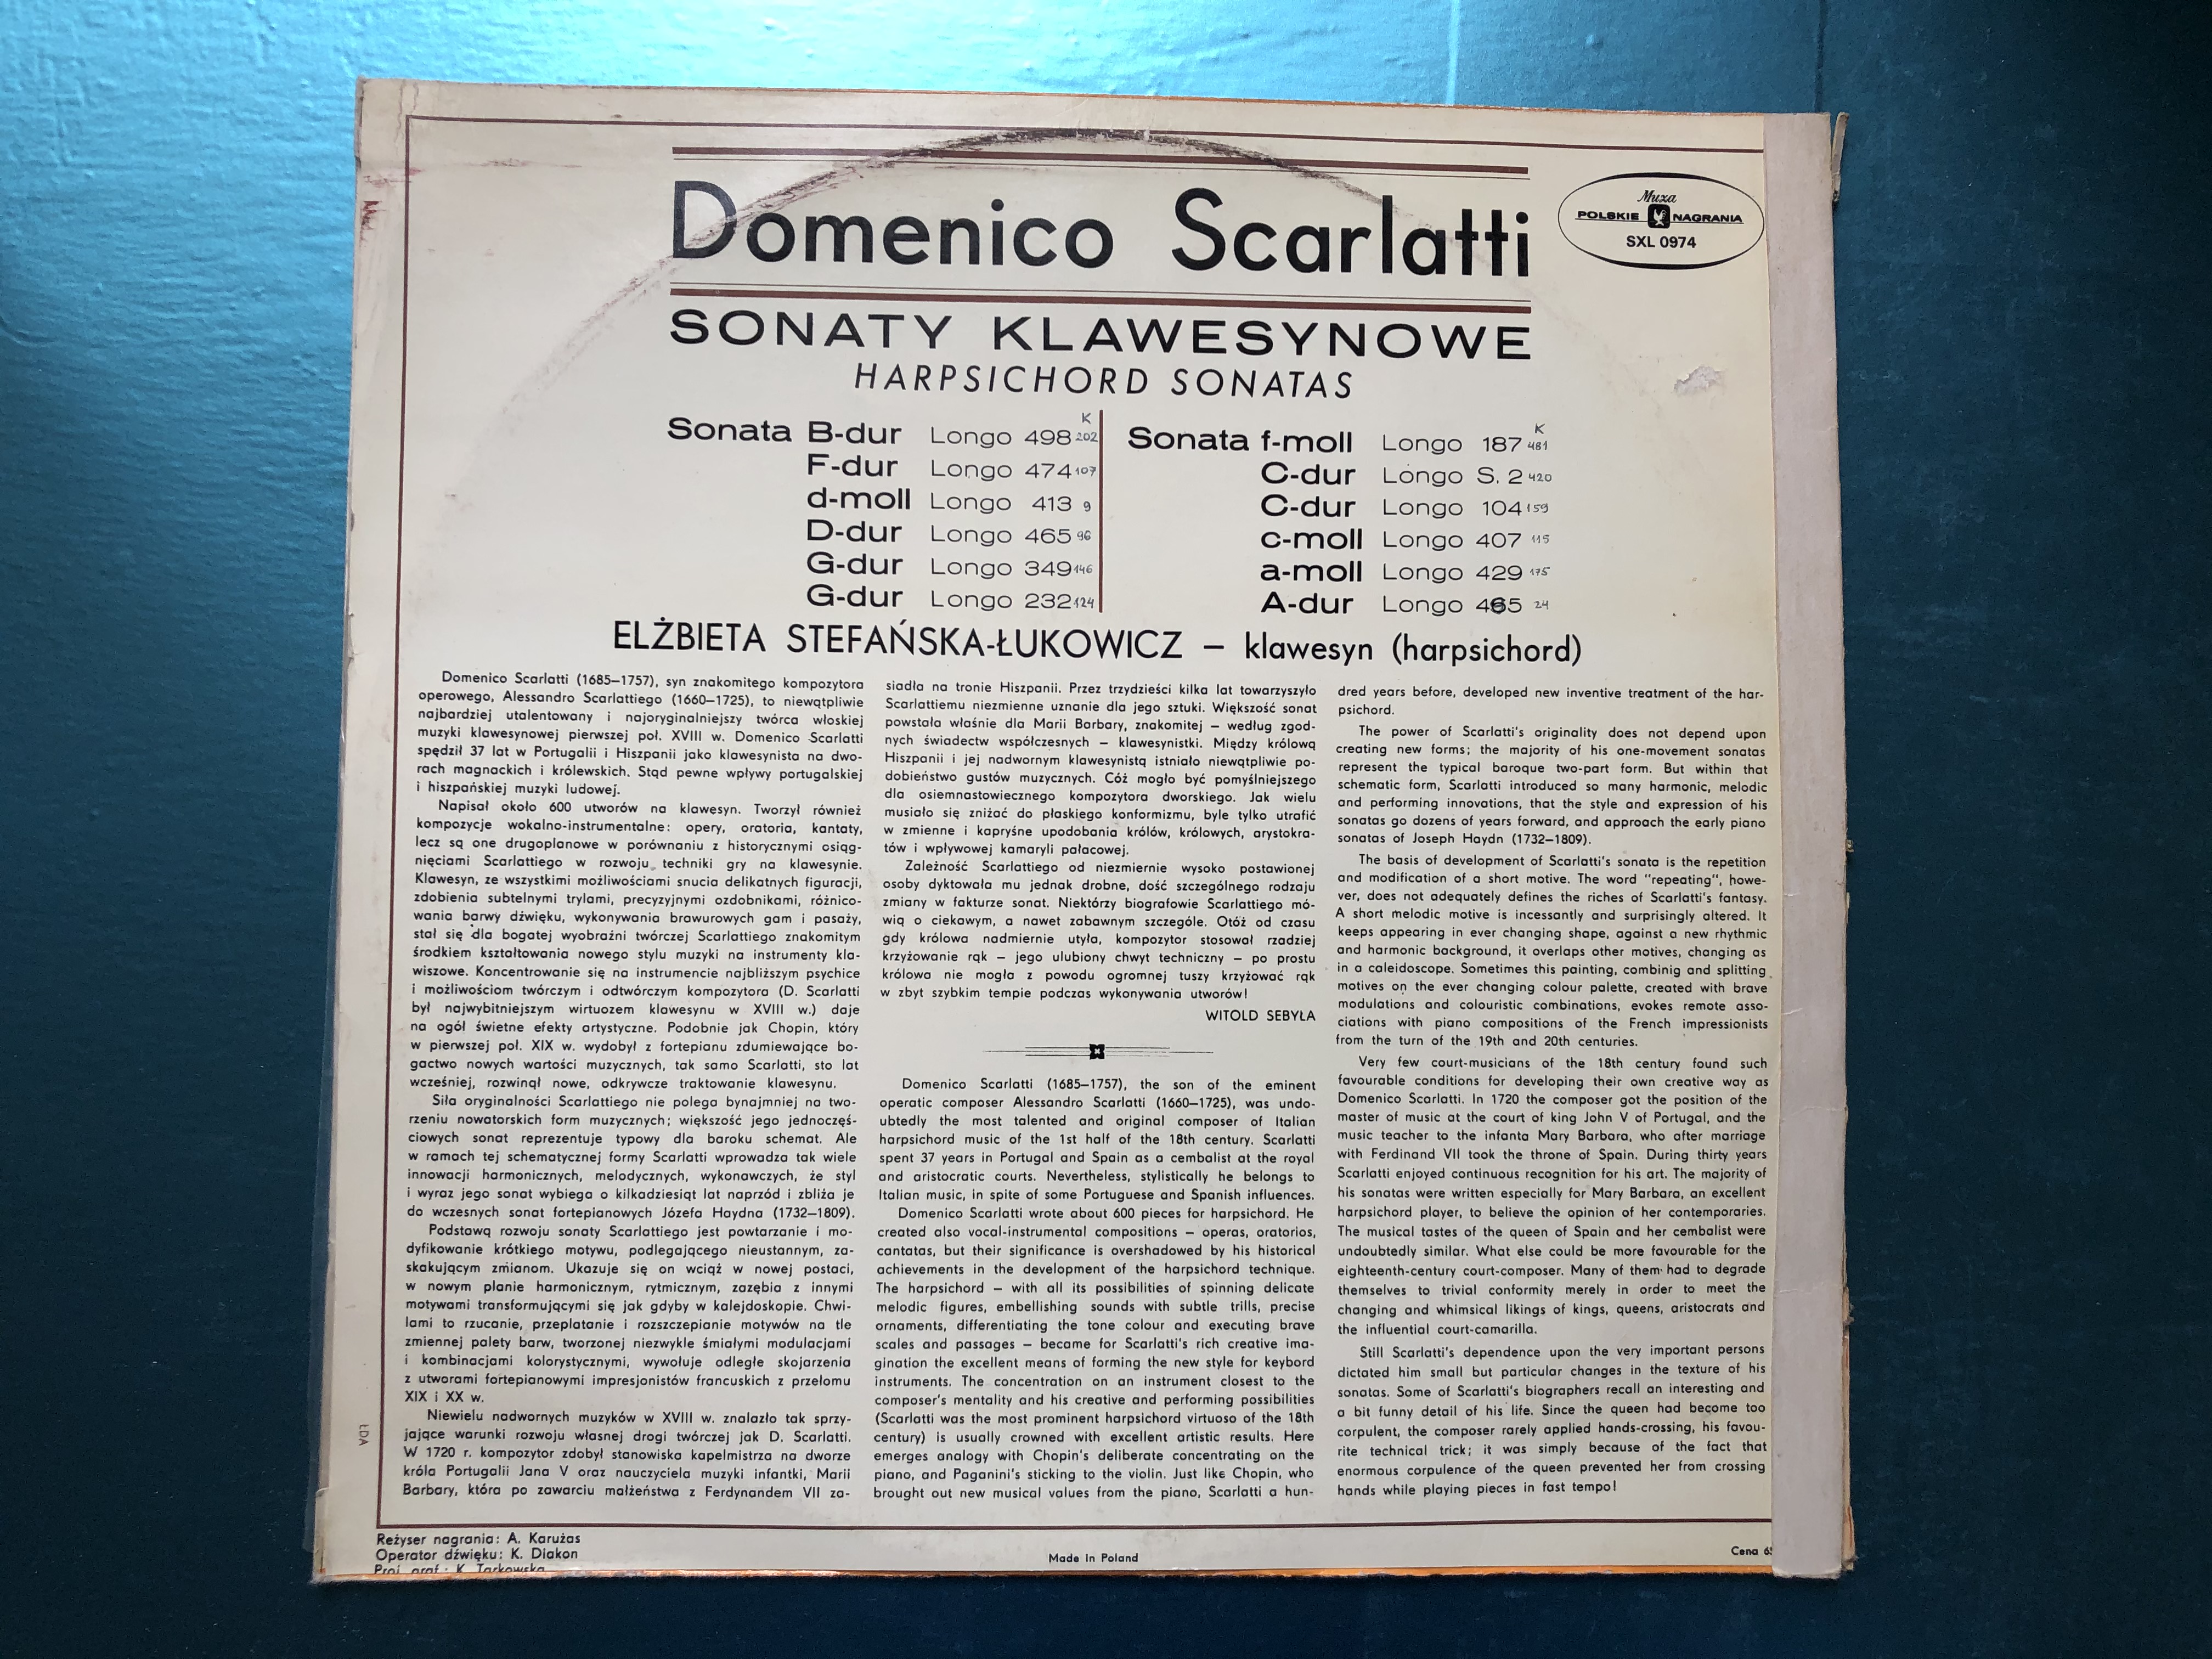 Domenico Scarlatti
Muza
POLSKIE NAGRANIA
SXL 0974
SONATY KLAWESYNOWE
HARPSICHORD SONATAS
K
Sonata B-dur Longo 498 202
F-dur Longo 474 107
d-moll Longo 413 9
D-dur Longo 465 96
G-dur Longo 349 146
G-dur Longo 232 124
K
Sonata f-moll Longo 187 481
C-dur Longo S. 2 420
C-dur Longo 104 159
c-moll Longo 407 115
a-moll Longo 429 175
A-dur Longo 24
ELŻBIETA STEFAŃSKA-ŁUKOWICZ – klawesyn (harpsichord)
Domenico Scarlatti (1685–1757), syn znakomitego kompozytora
operowego, Alessandro Scarlattiego (1660–1725), to niewątpliwie
najbardziej utalentowany i najoryginalniejszy twórca włoskiej
muzyki klawesynowej pierwszej poł. XVIII w. Domenico Scarlatti
spędził 37 lat w Portugalii i Hiszpanii jako klawesynista na dwo-
rach magnackich i królewskich. Stąd pewne wpływy portugalskiej
i hiszpańskiej muzyki ludowej.
Napisał około 600 utworów na klawesyn. Tworzył również
kompozycje wokalno-instrumentalne: opery, oratoria, kantaty,
lecz są one drugoplanowe w porównaniu z historycznymi osiąg-
nięciami Scarlattiego w rozwoju techniki gry na klawesynie.
Klawesyn, ze wszystkimi możliwościami snucia delikatnych figuracji,
zdobienia subtelnymi trylami, precyzyjnymi ozdobnikami, różnico-
wania barwy dźwięku, wykonywania brawurowych gam i pasaży,
stał się dla bogatej wyobraźni twórczej Scarlattiego znakomitym
środkiem kształtowania nowego stylu muzyki na instrumenty kla-
wiszowe. Koncentrowanie się na instrumencie najbliższym psychice
i możliwościom twórczym i odtwórczym kompozytora (D. Scarlatti
był najwybitniejszym wirtuozem klawesynu w XVIII w.) daje
na ogół świetne efekty artystyczne. Podobnie jak Chopin, który
w pierwszej poł. XIX w. wydobył z fortepianu zdumiewające bo-
gactwo nowych wartości muzycznych, tak samo Scarlatti, sto lat
wcześniej, rozwinął nowe, odkrywcze traktowanie klawesynu.
Siła oryginalności Scarlattiego nie polega bynajmniej na two-
rzeniu nowatorskich form muzycznych; większość jego jednoczęś-
ciowych sonat reprezentuje typowy dla baroku schemat. Ale
w ramach tej schematycznej formy Scarlatti wprowadza tak wiele
innowacji harmonicznych, melodycznych, wykonawczych, że styl
i wyraz jego sonat wybiega o kilkadziesiąt lat naprzód i zbliża je
do wczesnych sonat fortepianowych Józefa Haydna (1732–1809).
Podstawą rozwoju sonaty Scarlattiego jest powtarzanie i mo-
dyfikowanie krótkiego motywu, podlegającego nieustannym, za-
skakującym zmianom. Ukazuje się on wciąż w nowej postaci,
w nowym planie harmonicznym, rytmicznym, zazębia z innymi
motywami transformującymi się jak gdyby w kalejdoskopie. Chwi-
lami to rzucanie, przeplatanie i rozszczepianie motywów na tle
zmiennej palety barw, tworzonej niezwykle śmiałymi modulacjami
i kombinacjami kolorystycznymi, wywołuje odległe skojarzenia
z utworami fortepianowymi impresjonistów francuskich z przełomu
XIX i XX w.
Niewielu nadwornych muzyków w XVIII w. znalazło tak sprzy-
jające warunki rozwoju własnej drogi twórczej jak D. Scarlatti.
W 1720 r. kompozytor zdobył stanowiska kapelmistrza na dworze
króla Portugalii Jana V oraz nauczyciela muzyki infantki, Marii
Barbary, która po zawarciu małżeństwa z Ferdynandem VII za-
siadła na tronie Hiszpanii. Przez trzydzieści kilka lat towarzyszyło
Scarlattiemu niezmienne uznanie dla jego sztuki. Większość sonat
powstała właśnie dla Marii Barbary, znakomitej – według zgod-
nych świadectw współczesnych – klawesynistki. Między królową
Hiszpanii i jej nadwornym klawesynistą istniało niewątpliwie po-
dobieństwo gustów muzycznych. Cóż mogło być pomyślniejszego
dla osiemnastowiecznego kompozytora dworskiego. Jak wielu
musiało się zniżać do płaskiego konformizmu, byle tylko utrafić
w zmienne i kapryśne upodobania królów, królowych, arystokra-
tów i wpływowej kamaryli pałacowej.
Zależność Scarlattiego od niezmiernie wysoko postawionej
osoby dyktowała mu jednak drobne, dość szczególnego rodzaju
zmiany w fakturze sonat. Niektórzy biografowie Scarlattiego mó-
wią o ciekawym, a nawet zabawnym szczególe. Otóż od czasu
gdy królowa nadmiernie utyła, kompozytor stosował rzadziej
krzyżowanie rąk – jego ulubiony chwyt techniczny – po prostu
królowa nie mogła z powodu ogromnej tuszy krzyżować rąk
w zbyt szybkim tempie podczas wykonywania utworów!
WITOLD SEBYŁA
Domenico Scarlatti (1685–1757), the son of the eminent
operatic composer Alessandro Scarlatti (1660–1725), was undo-
ubtedly the most talented and original composer of Italian
harpsichord music of the 1st half of the 18th century. Scarlatti
spent 37 years in Portugal and Spain as a cembalist at the royal
and aristocratic courts. Nevertheless, stylistically he belongs to
Italian music, in spite of some Portuguese and Spanish influences.
Domenico Scarlatti wrote about 600 pieces for harpsichord. He
created also vocal-instrumental compositions – operas, oratorios,
cantatas, but their significance is overshadowed by his historical
achievements in the development of the harpsichord technique.
The harpsichord – with all its possibilities of spinning delicate
melodic figures, embellishing sounds with subtle trills, precise
ornaments, differentiating the tone colour and executing brave
scales and passages – became for Scarlatti's rich creative ima-
gination the excellent means of forming the new style for keybord
instruments. The concentration on an instrument closest to the
composer's mentality and his creative and performing possibilities
(Scarlatti was the most prominent harpsichord virtuoso of the 18th
century) is usually crowned with excellent artistic results. Here
emerges analogy with Chopin's deliberate concentrating on the
piano, and Paganini's sticking to the violin. Just like Chopin, who
brought out new musical values from the piano, Scarlatti a hun-
dred years before, developed new inventive treatment of the har-
psichord.
The power of Scarlatti's originality does not depend upon
creating new forms; the majority of his one-movement sonatas
represent the typical baroque two-part form. But within that
schematic form, Scarlatti introduced so many harmonic, melodic
and performing innovations, that the style and expression of his
sonatas go dozens of years forward, and approach the early piano
sonatas of Joseph Haydn (1732–1809).
The basis of development of Scarlatti's sonata is the repetition
and modification of a short motive. The word "repeating", howe-
ver, does not adequately defines the riches of Scarlatti's fantasy.
A short melodic motive is incessantly and surprisingly altered. It
keeps appearing in ever changing shape, against a new rhythmic
and harmonic background, it overlaps other motives, changing as
in a caleidoscope. Sometimes this painting, combinig and splitting
motives on the ever changing colour palette, created with brave
modulations and colouristic combinations, evokes remote asso-
ciations with piano compositions of the French impressionists
from the turn of the 19th and 20th centuries.
Very few court-musicians of the 18th century found such
favourable conditions for developing their own creative way as
Domenico Scarlatti. In 1720 the composer got the position of the
master of music at the court of king John V of Portugal, and the
music teacher to the infanta Mary Barbara, who after marriage
with Ferdinand VII took the throne of Spain. During thirty years
Scarlatti enjoyed continuous recognition for his art. The majority of
his sonatas were written especially for Mary Barbara, an excellent
harpsichord player, to believe the opinion of her contemporaries.
The musical tastes of the queen of Spain and her cembalist were
undoubtedly similar. What else could be more favourable for the
eighteenth-century court-composer. Many of them had to degrade
themselves to trivial conformity merely in order to meet the
changing and whimsical likings of kings, queens, aristocrats and
the influential court-camarilla.
Still Scarlatti's dependence upon the very important persons
dictated him small but particular changes in the texture of his
sonatas. Some of Scarlatti's biographers recall an interesting and
a bit funny detail of his life. Since the queen had become too
corpulent, the composer rarely applied hands-crossing, his favou-
rite technical trick; it was simply because of the fact that
enormous corpulence of the queen prevented her from crossing
hands while playing pieces in fast tempo!
ŁDA
Reżyser nagrania: A. Karużas
Operator dźwięku: K. Diakon
Proj. graf.: K. Tarkowska
Made in Poland
Cena